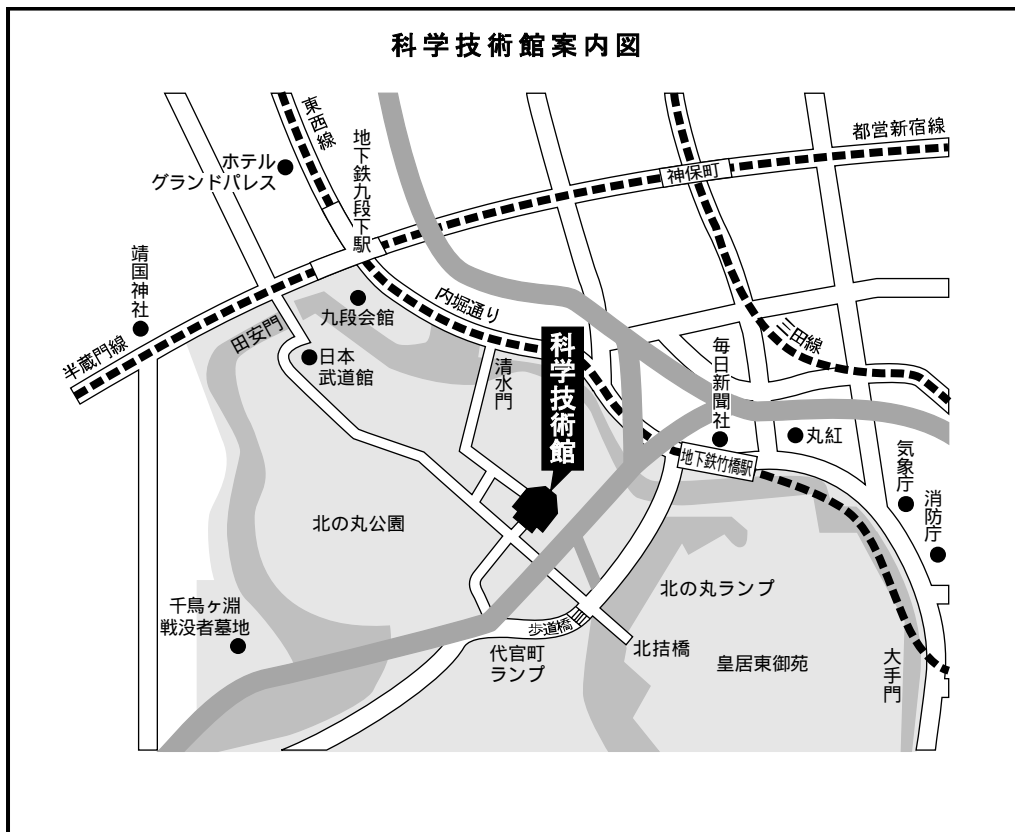 科学技術館案内図
東西線
地下鉄九段下駅
都営新宿線
ホテル
グランドパレス
神保町
靖国神社
内堀通り
九段会館
田安門
三田線
半蔵門線
日本
武道館
清水門
科学技術館
毎日新聞社
丸紅
地下鉄竹橋駅
気象庁
消防庁
北の丸公園
北の丸ランプ
千鳥ヶ淵
戦没者墓地
歩道橋
代官町
ランプ
北拮橋
皇居東御苑
大手門